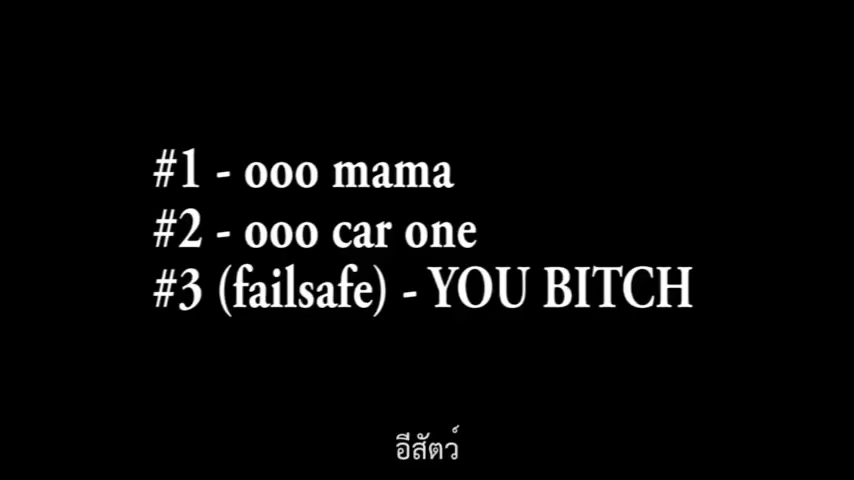 #1 - ooo mama
#2 - ooo car one
#3 (failsafe) - YOU BITCH
อีสัตว์